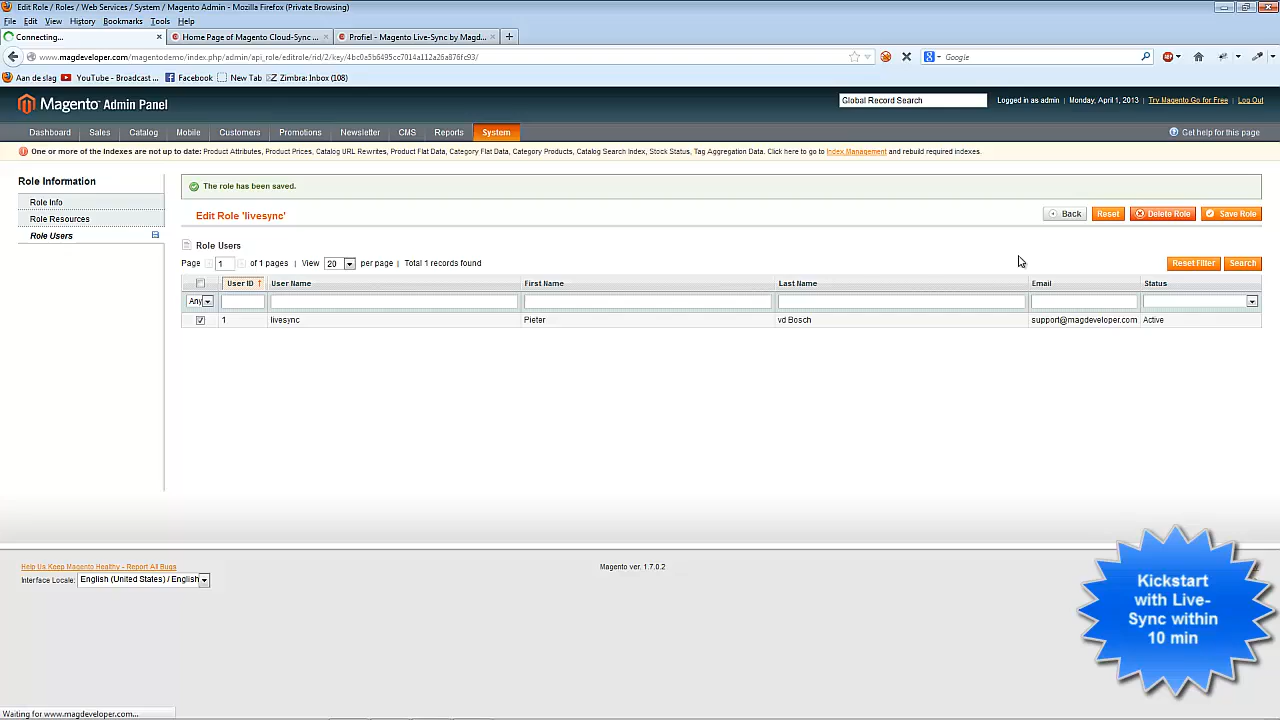 Edit Role / Roles / Web Services / System / Magento Admin - Mozilla Firefox (Private Browsing)
File Edit View History Bookmarks Tools Help
Connecting... Home Page of Magento Cloud-Sync ... Profiel - Magento Live-Sync by Magd...
www.magdeveloper.com/magentodemo/index.php/admin/api_role/editrole/rid/2/key/4bc0a5b6495cc7014a112a26a876fc93/ Google
Aan de slag YouTube - Broadcast ... Facebook New Tab Zimbra: Inbox (108)
Magento Admin Panel Global Record Search Logged in as admin | Monday, April 1, 2013 | Try Magento Go for Free | Log Out
Dashboard Sales Catalog Mobile Customers Promotions Newsletter CMS Reports System Get help for this page
One or more of the Indexes are not up to date: Product Attributes, Product Prices, Catalog URL Rewrites, Product Flat Data, Category Flat Data, Category Products, Catalog Search Index, Stock Status, Tag Aggregation Data. Click here to go to Index Management and rebuild required indexes.
Role Information
Role Info
Role Resources
Role Users
The role has been saved.
Edit Role 'livesync' Back Reset Delete Role Save Role
Role Users
Page 1 of 1 pages | View 20 per page | Total 1 records found Reset Filter Search
User ID ↑ User Name First Name Last Name Email Status
Any
1 livesync Pieter vd Bosch support@magdeveloper.com Active
Kickstart
with Live-
Sync within
10 min
Help Us Keep Magento Healthy - Report All Bugs Magento ver. 1.7.0.2
Interface Locale: English (United States) / English
Waiting for www.magdeveloper.com...